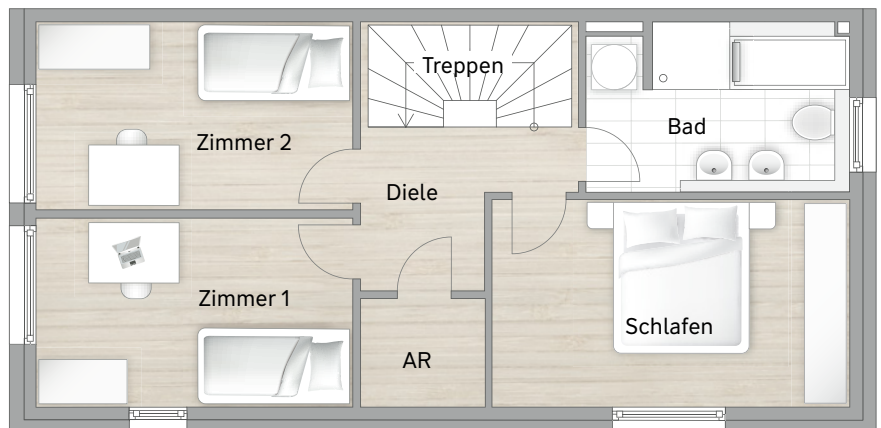 Treppen
Zimmer 2
Bad
Diele
Zimmer 1
Schlafen
AR